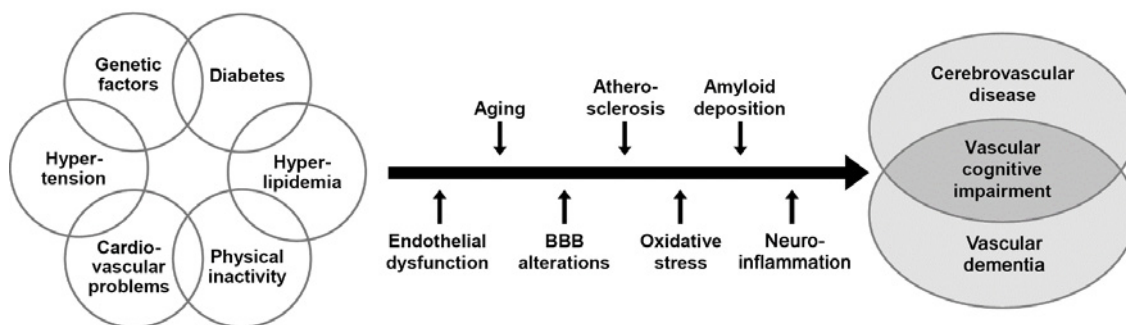 Genetic
factors
Diabetes
Hyper-
tension
Hyper-
lipidemia
Cardio-
vascular
problems
Physical
inactivity
Aging
Athero-
sclerosis
Amyloid
deposition
Endothelial
dysfunction
BBB
alterations
Oxidative
stress
Neuro-
inflammation
Cerebrovascular
disease
Vascular
cognitive
impairment
Vascular
dementia